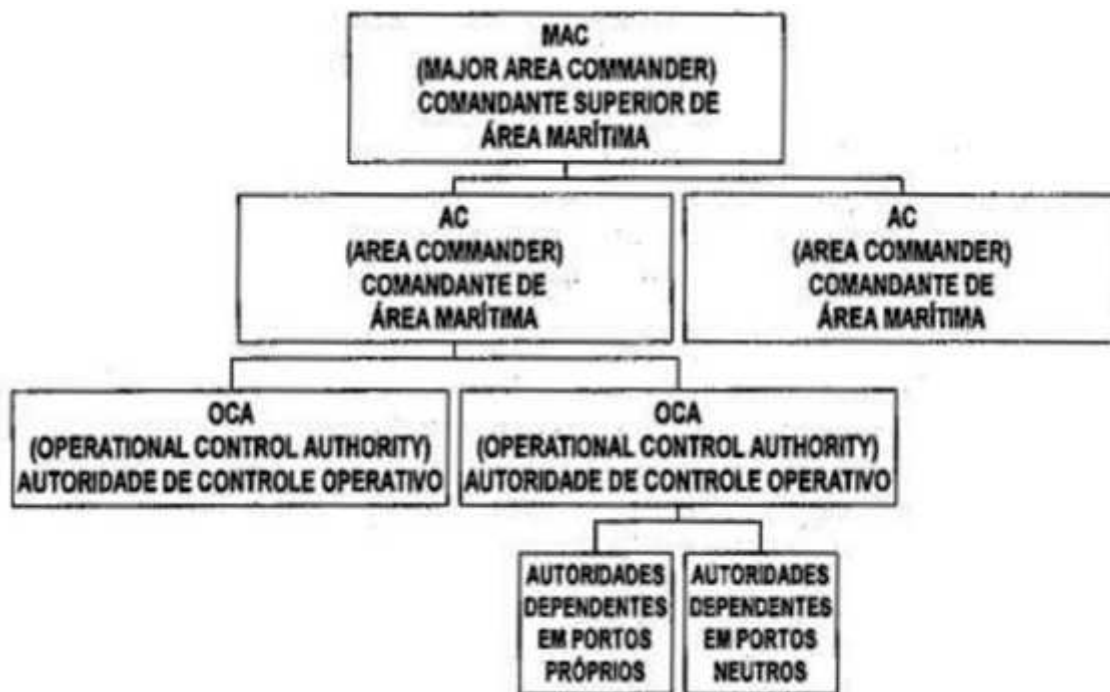 MAC
(MAJOR AREA COMMANDER)
COMANDANTE SUPERIOR DE
ÁREA MARÍTIMA
AC
(AREA COMMANDER)
COMANDANTE DE
ÁREA MARÍTIMA
AC
(AREA COMMANDER)
COMANDANTE DE
ÁREA MARÍTIMA
OCA
(OPERATIONAL CONTROL AUTHORITY)
AUTORIDADE DE CONTROLE OPERATIVO
OCA
(OPERATIONAL CONTROL AUTHORITY)
AUTORIDADE DE CONTROLE OPERATIVO
AUTORIDADES
DEPENDENTES
EM PORTOS
PRÓPRIOS
AUTORIDADES
DEPENDENTES
EM PORTOS
NEUTROS